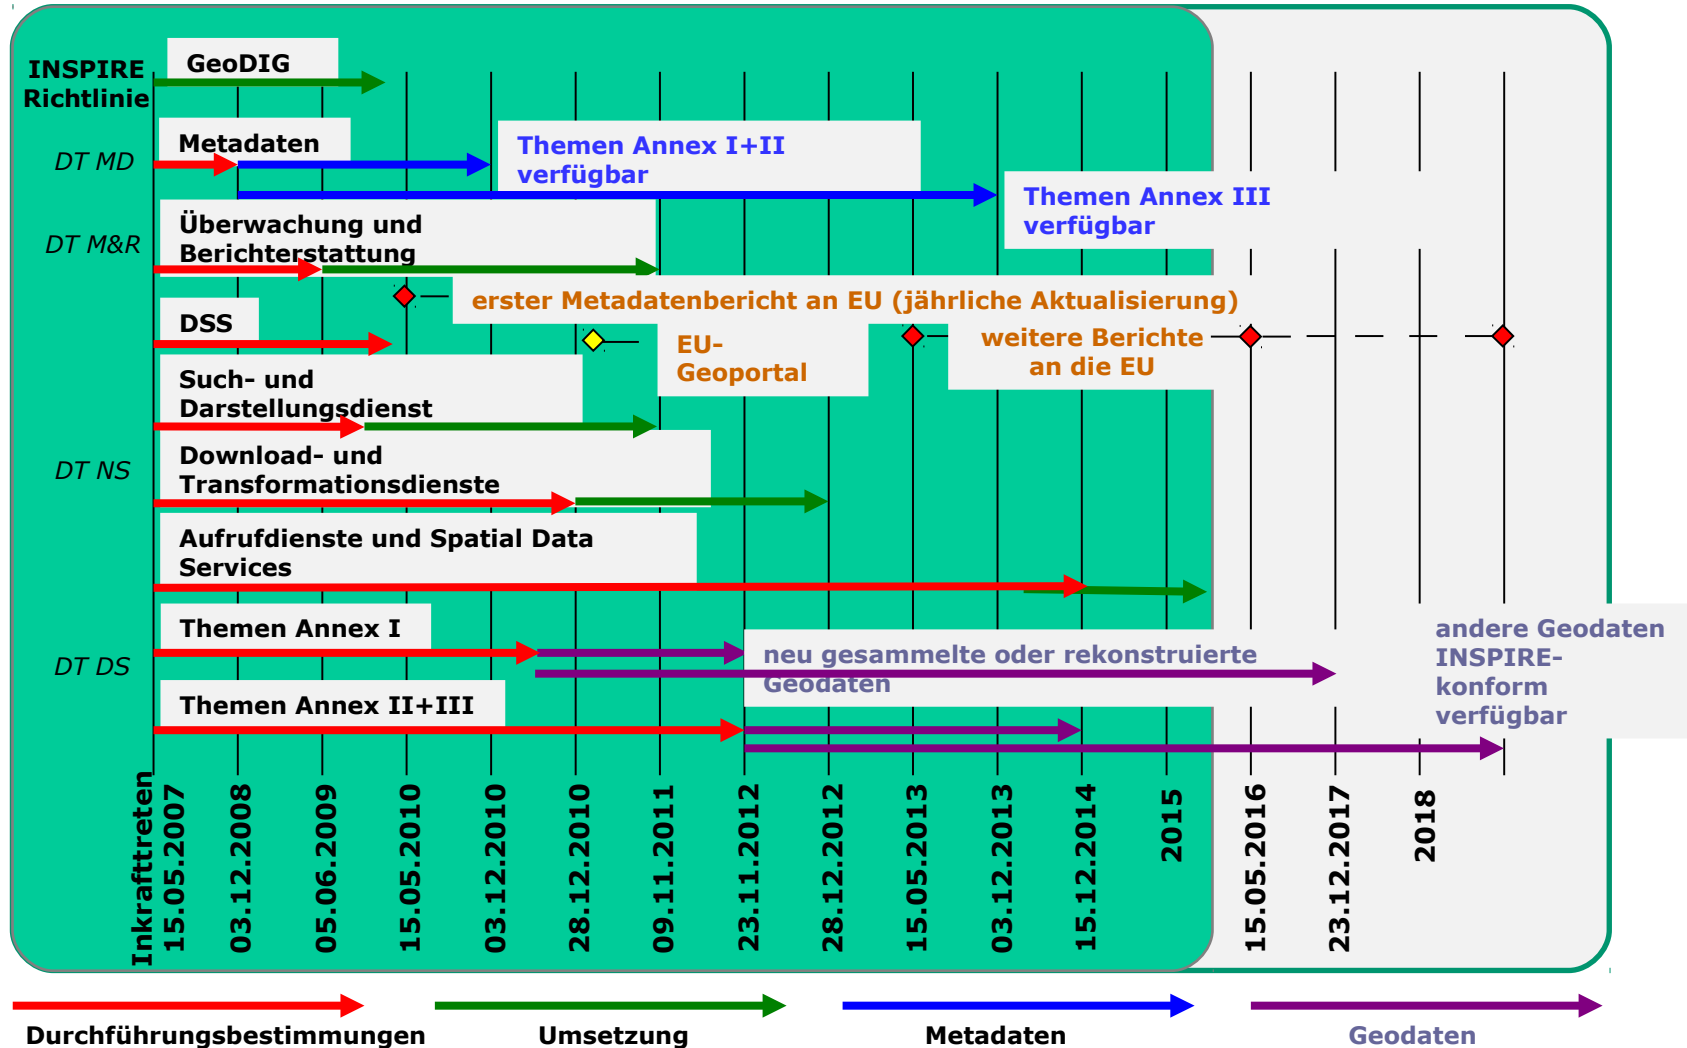 INSPIRE
Richtlinie
GeoDIG
DT MD
Metadaten
Themen Annex I+II
verfügbar
Themen Annex III
verfügbar
DT M&R
Überwachung und
Berichterstattung
erster Metadatenbericht an EU (jährliche Aktualisierung)
DSS
EU-
Geoportal
weitere Berichte
an die EU
Such- und
Darstellungsdienst
DT NS
Download- und
Transformationsdienste
Aufrufdienste und Spatial Data
Services
DT DS
Themen Annex I
neu gesammelte oder rekonstruierte
Geodaten
andere Geodaten
INSPIRE-
konform
verfügbar
Themen Annex II+III
Inkrafttreten
15.05.2007
03.12.2008
05.06.2009
15.05.2010
03.12.2010
28.12.2010
09.11.2011
23.11.2012
28.12.2012
15.05.2013
03.12.2013
15.12.2014
2015
15.05.2016
23.12.2017
2018
Durchführungsbestimmungen
Umsetzung
Metadaten
Geodaten